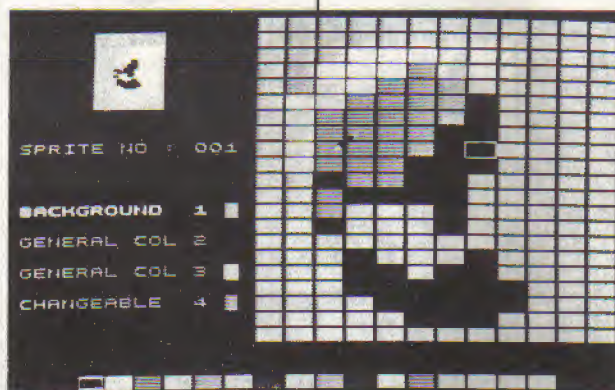 SPRITE NO : 001
BACKGROUND 1
GENERAL COL 2
GENERAL COL 3
CHANGEABLE 4